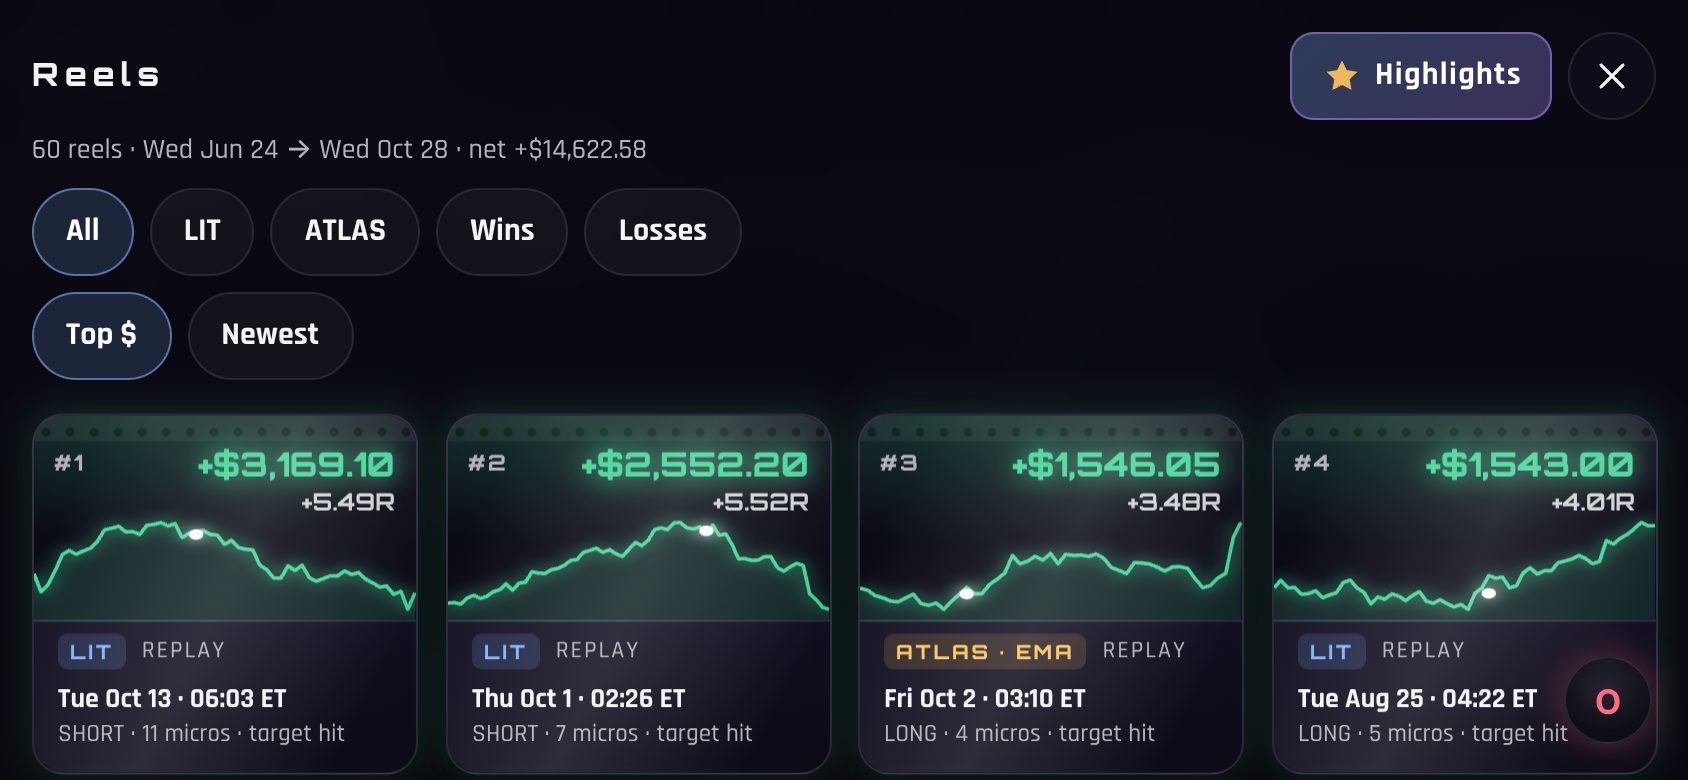 Reels
★ Highlights
60 reels · Wed Jun 24 → Wed Oct 28 · net +$14,622.58
All LIT ATLAS Wins Losses
Top $ Newest
#1 +$3,169.10
+5.49R
LIT REPLAY
Tue Oct 13 · 06:03 ET
SHORT · 11 micros · target hit
#2 +$2,552.20
+5.52R
LIT REPLAY
Thu Oct 1 · 02:26 ET
SHORT · 7 micros · target hit
#3 +$1,546.05
+3.48R
ATLAS · EMA REPLAY
Fri Oct 2 · 03:10 ET
LONG · 4 micros · target hit
#4 +$1,543.00
+4.01R
LIT REPLAY
Tue Aug 25 · 04:22 ET
LONG · 5 micros · target hit
O